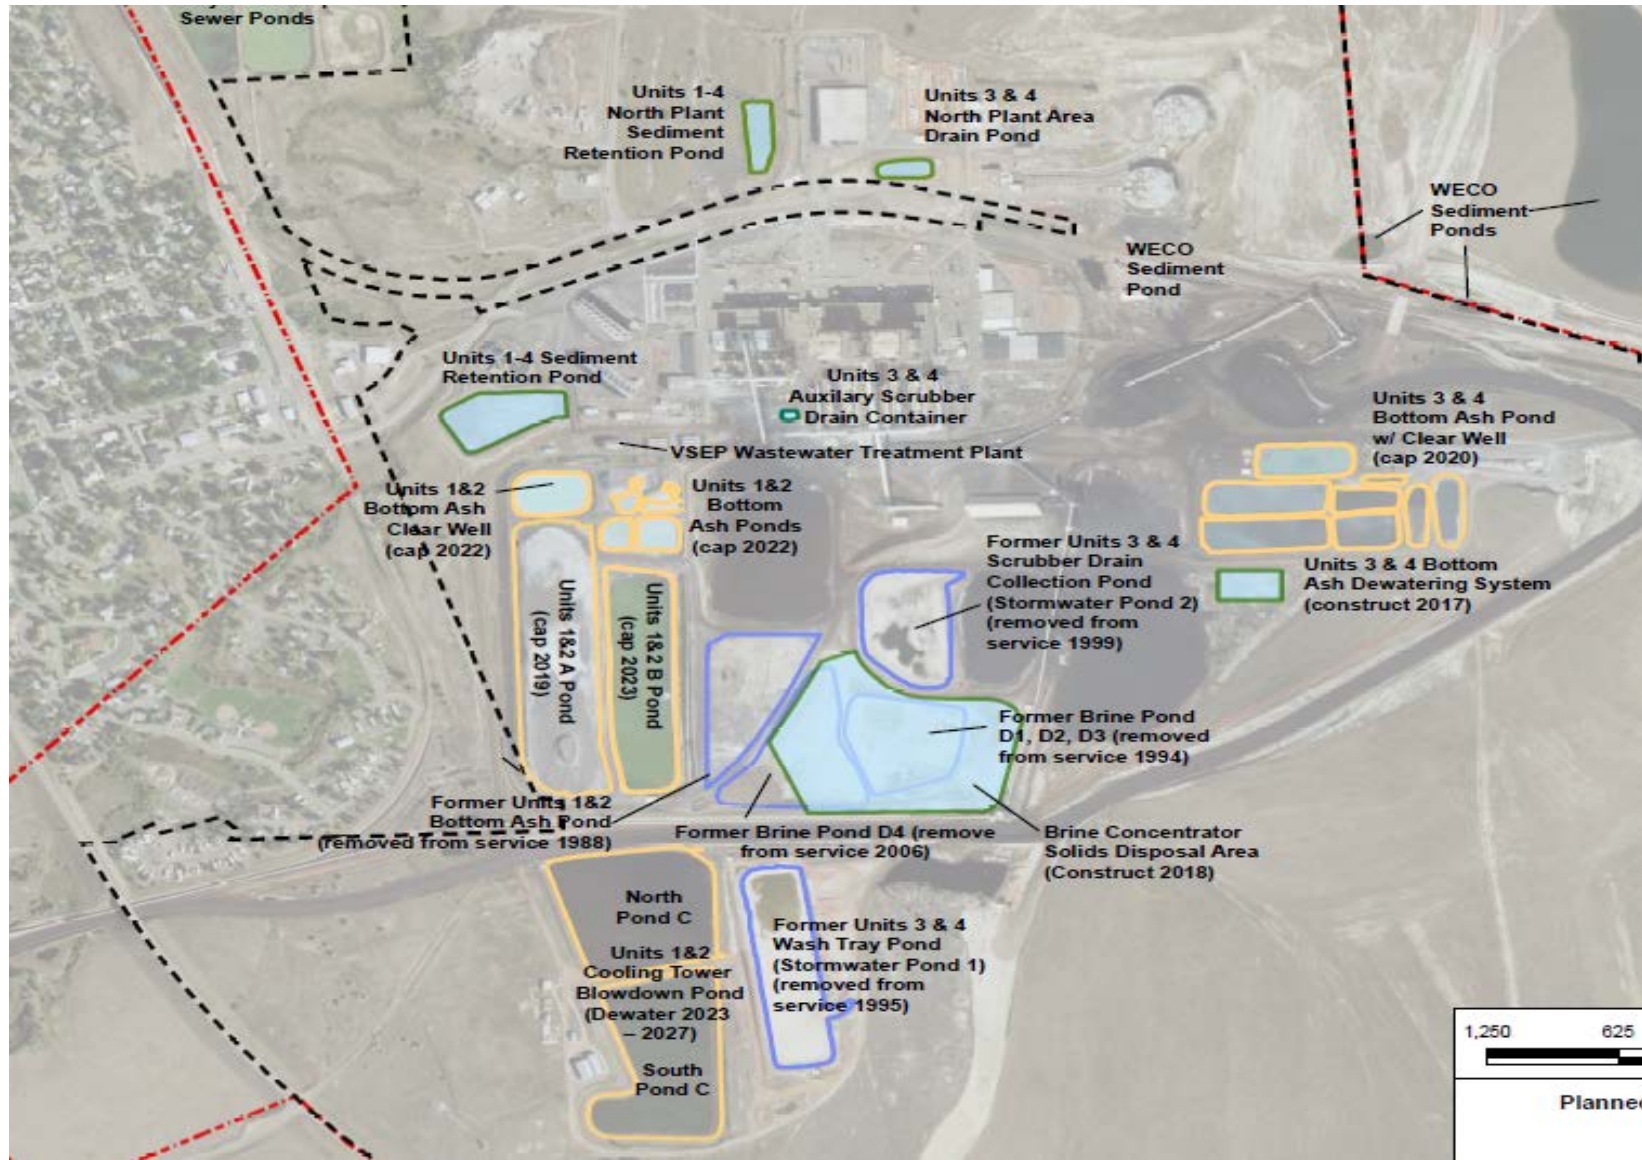 Sewer Ponds
Units 1-4
North Plant
Sediment
Retention Pond
Units 3 & 4
North Plant Area
Drain Pond
WECO
Sediment
Ponds
WECO
Sediment
Pond
Units 1-4 Sediment
Retention Pond
Units 3 & 4
Auxilary Scrubber
Drain Container
Units 3 & 4
Bottom Ash Pond
w/ Clear Well
(cap 2020)
VSEP Wastewater Treatment Plant
Units 1&2
Bottom Ash
Clear Well
(cap 2022)
Units 1&2
Bottom
Ash Ponds
(cap 2022)
Former Units 3 & 4
Scrubber Drain
Collection Pond
(Stormwater Pond 2)
(removed from
service 1999)
Units 3 & 4 Bottom
Ash Dewatering System
(construct 2017)
Units 1&2 A Pond
(cap 2019)
Units 1&2 B Pond
(cap 2023)
Former Brine Pond
D1, D2, D3 (removed
from service 1994)
Former Units 1&2
Bottom Ash Pond
(removed from service 1988)
Former Brine Pond D4 (remove
from service 2006)
Brine Concentrator
Solids Disposal Area
(Construct 2018)
North
Pond C
Units 1&2
Cooling Tower
Blowdown Pond
(Dewater 2023
– 2027)
South
Pond C
Former Units 3 & 4
Wash Tray Pond
(Stormwater Pond 1)
(removed from
service 1995)
1,250 625
Planned